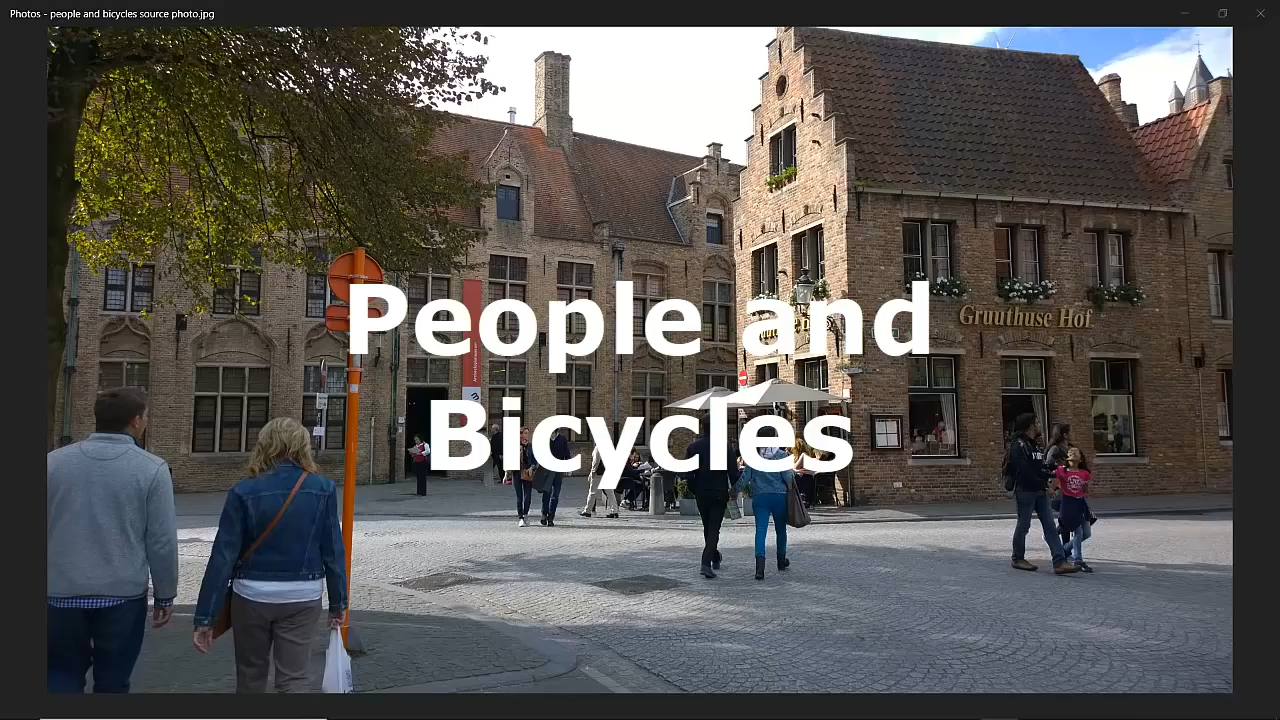 Photos - people and bicycles source photo.jpg
People and
Bicycles
Gruuthuse Hof